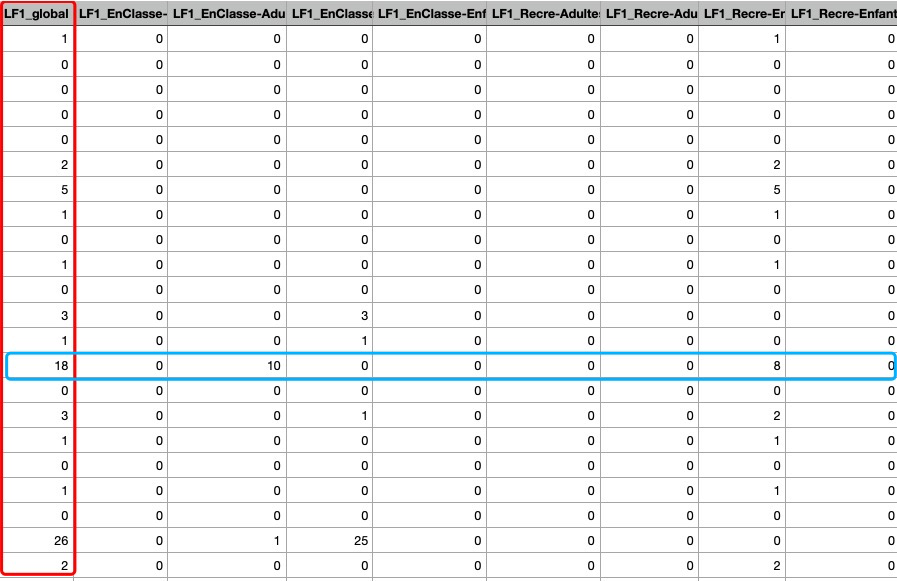 LF1_global LF1_EnClasse- LF1_EnClasse-Adu LF1_EnClasse LF1_EnClasse-Enf LF1_Recre-Adulte LF1_Recre-Adu LF1_Recre-En LF1_Recre-Enfant
1 0 0 0 0 0 0 1 0
0 0 0 0 0 0 0 0 0
0 0 0 0 0 0 0 0 0
0 0 0 0 0 0 0 0 0
0 0 0 0 0 0 0 0 0
2 0 0 0 0 0 0 2 0
5 0 0 0 0 0 0 5 0
1 0 0 0 0 0 0 1 0
0 0 0 0 0 0 0 0 0
1 0 0 0 0 0 0 1 0
0 0 0 0 0 0 0 0 0
3 0 0 3 0 0 0 0 0
1 0 0 1 0 0 0 0 0
18 0 10 0 0 0 0 8 0
0 0 0 0 0 0 0 0 0
3 0 0 1 0 0 0 2 0
1 0 0 0 0 0 0 1 0
0 0 0 0 0 0 0 0 0
1 0 0 0 0 0 0 1 0
0 0 0 0 0 0 0 0 0
26 0 1 25 0 0 0 0 0
2 0 0 0 0 0 0 2 0